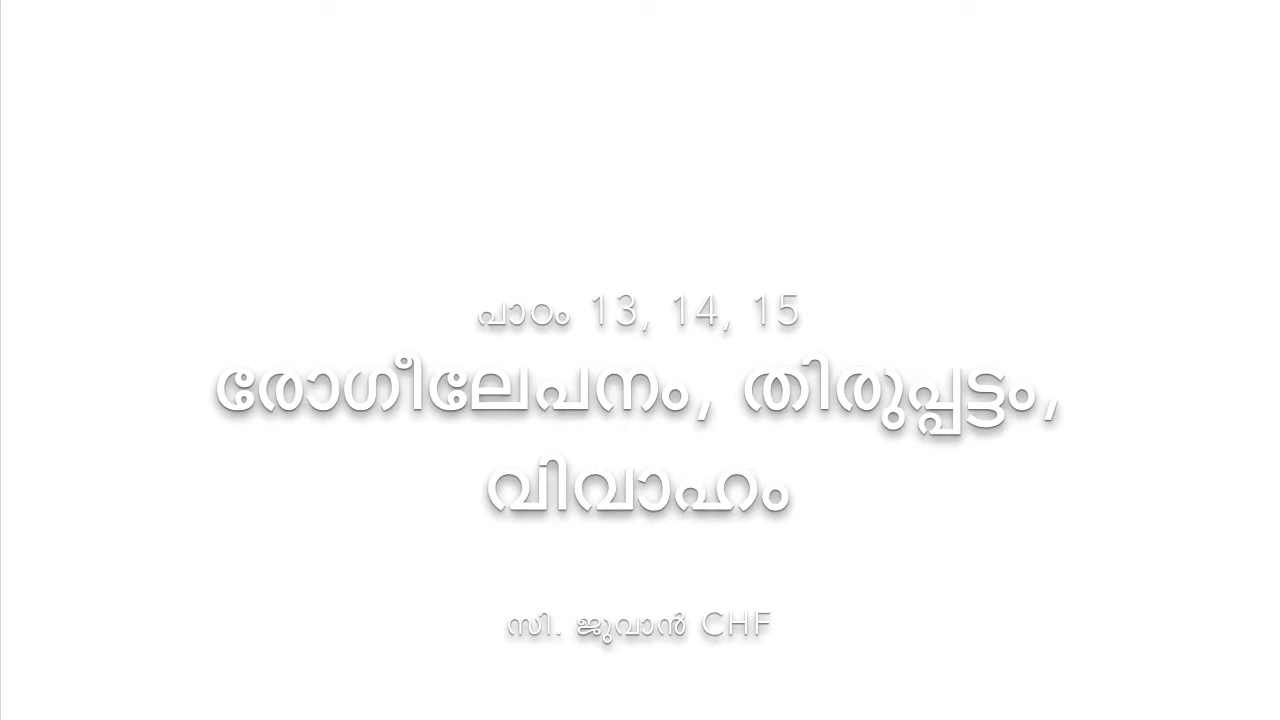 പാഠം 13, 14, 15
രോഗീലേപനം, തിരുപ്പട്ടം,
വിവാഹം
സി. ജുവാൻ CHF